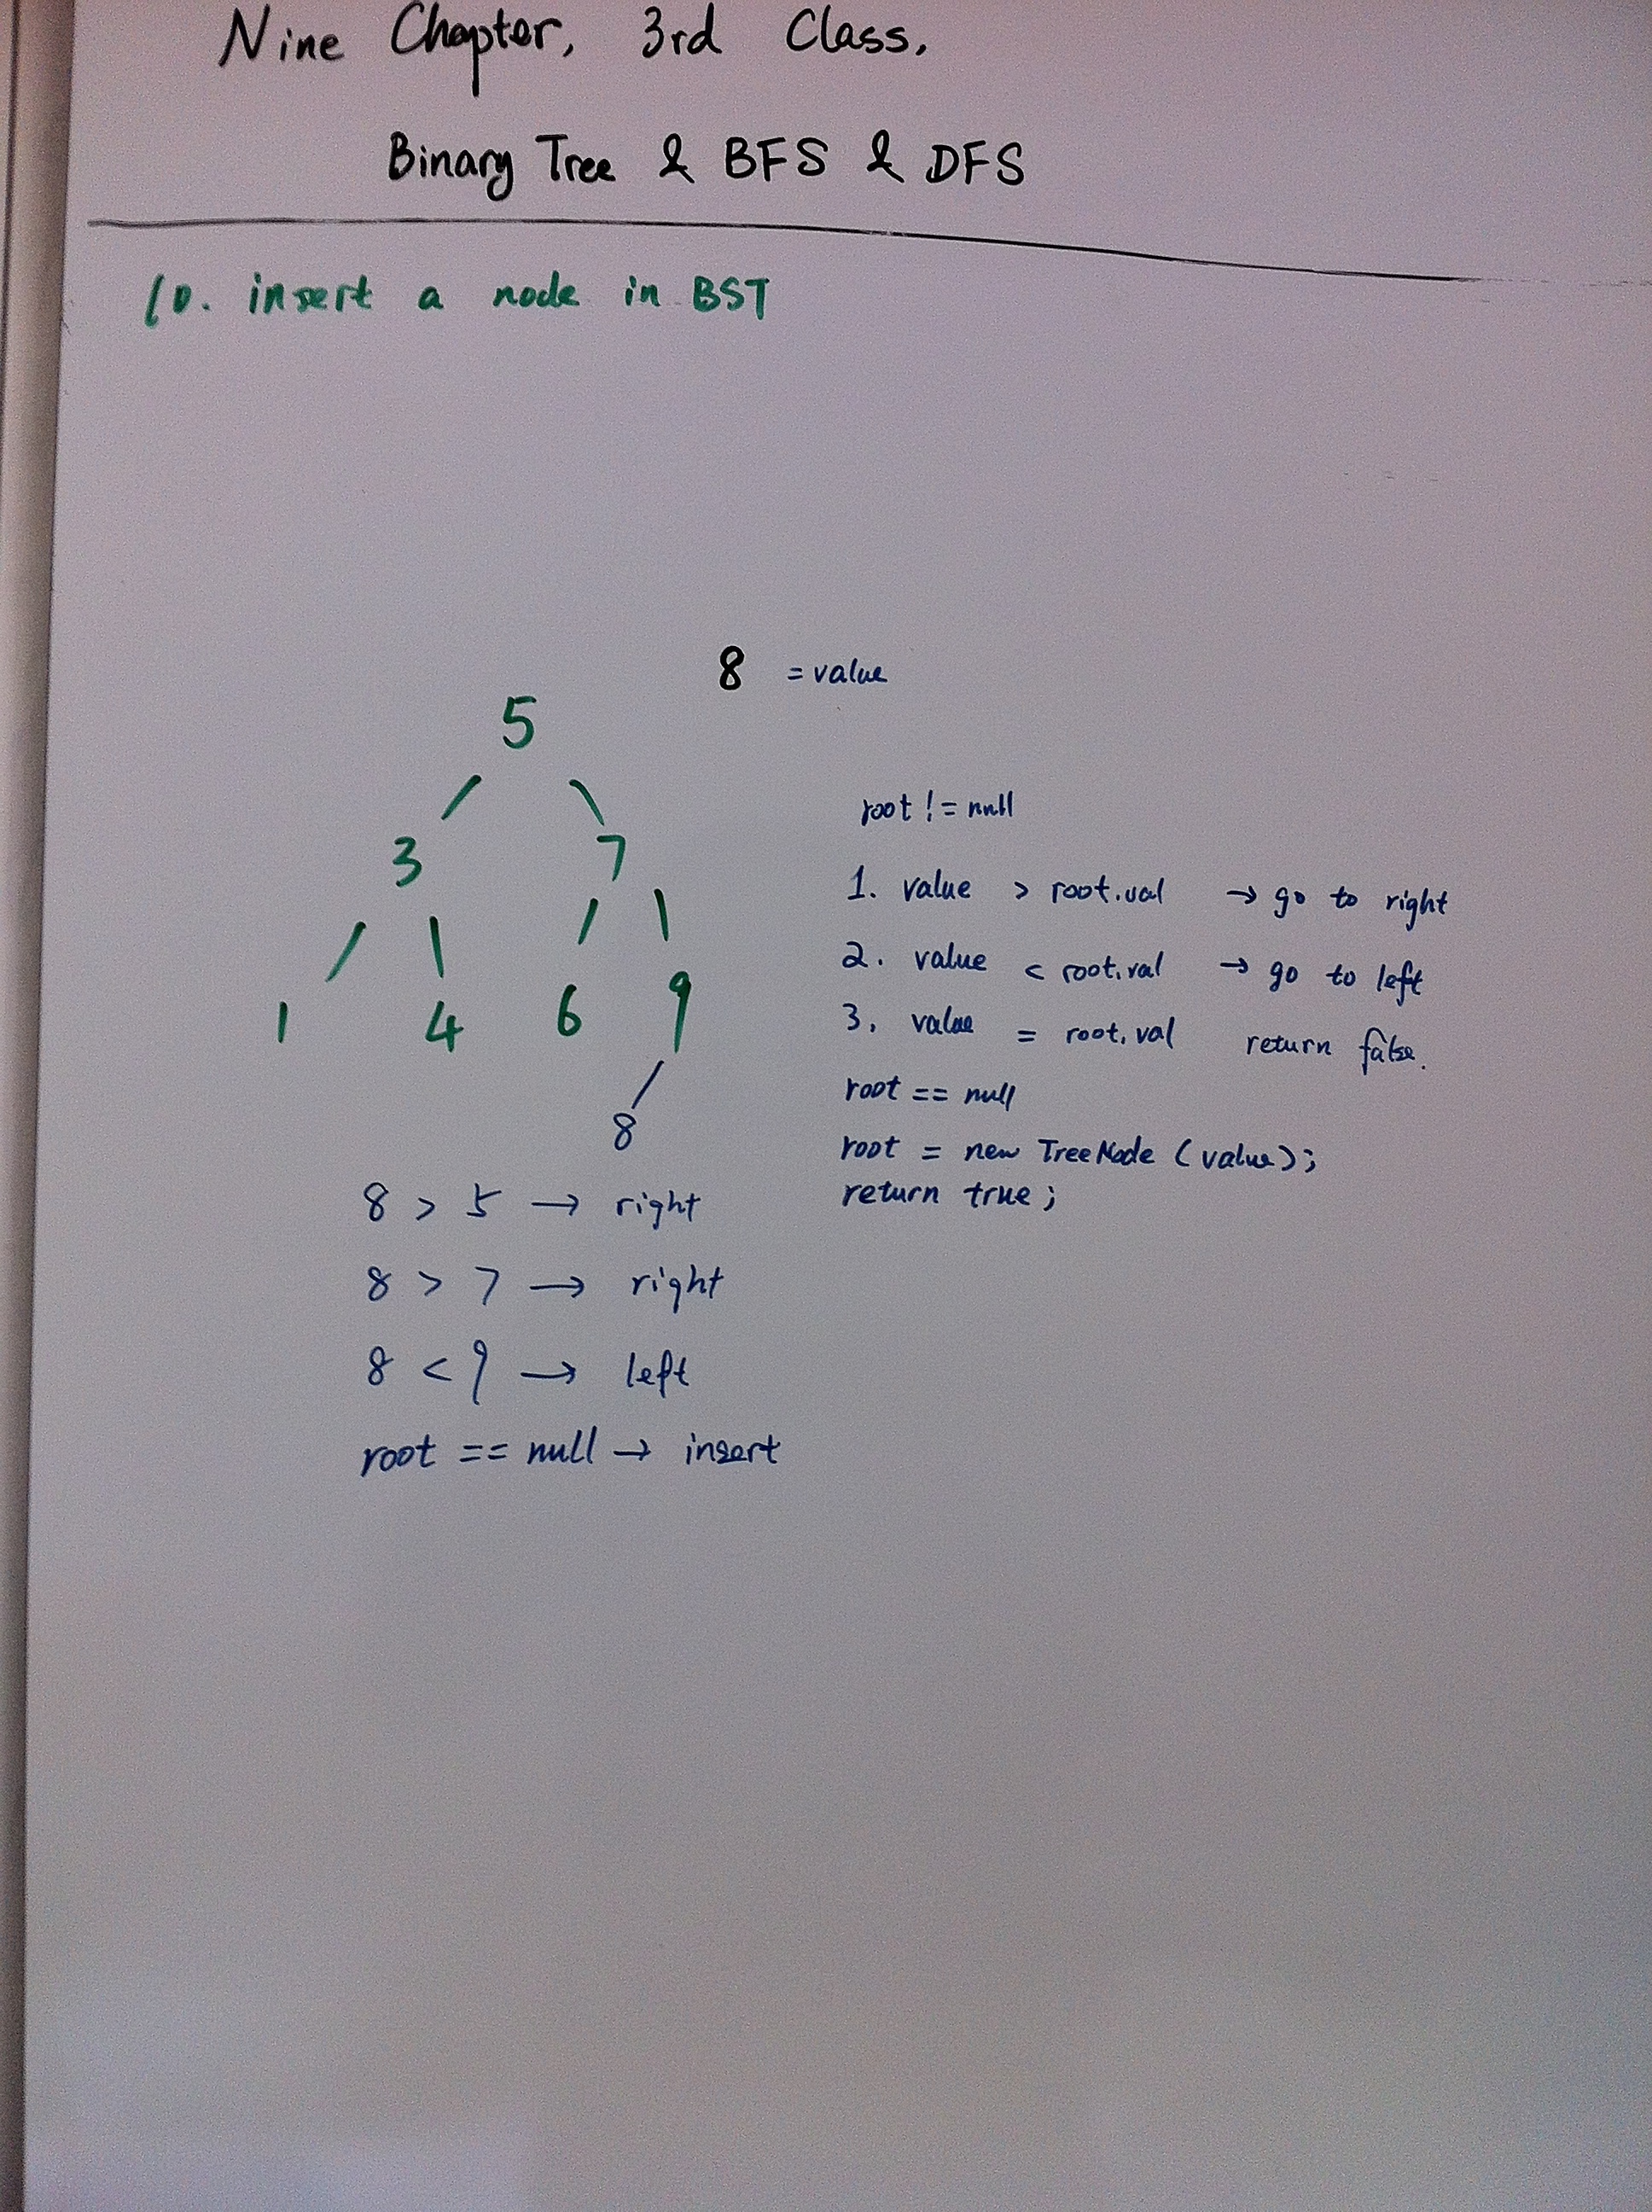 Nine Chapter, 3rd Class,
Binary Tree & BFS & DFS
10. insert a node in BST
8 = value
5
3 7
1 4 6 9
8
8 > 5 → right
8 > 7 → right
8 < 9 → left
root == null → insert
root != null
1. value > root.val → go to right
2. value < root.val → go to left
3. value = root.val return false.
root == null
root = new TreeNode (value);
return true;